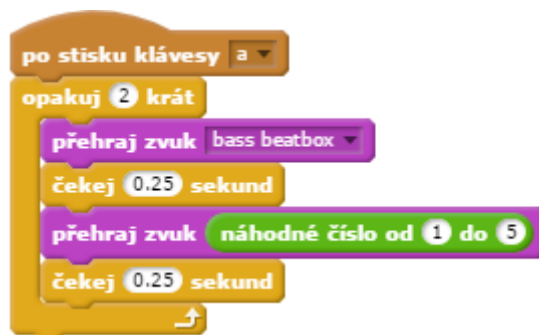 po stisku klávesy a
opakuj 2 krát
přehraj zvuk bass beatbox
čekej 0.25 sekund
přehraj zvuk náhodné číslo od 1 do 5
čekej 0.25 sekund